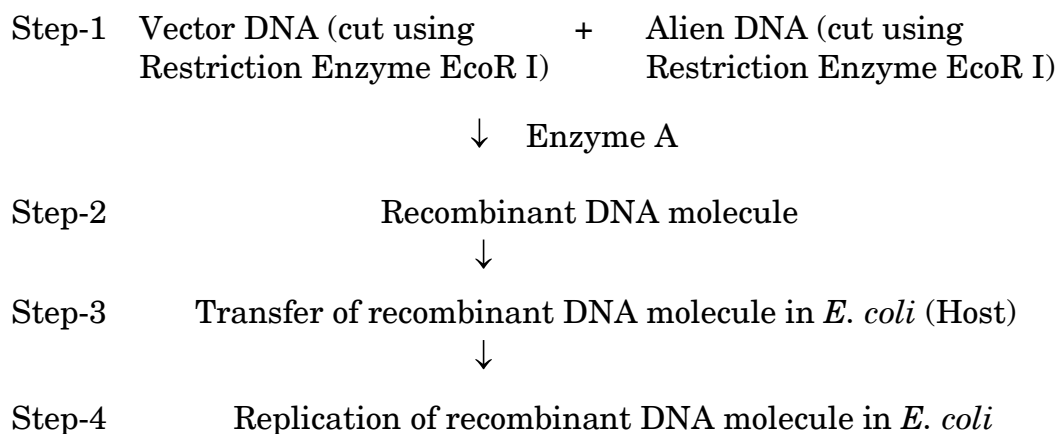 Step-1 Vector DNA (cut using + Alien DNA (cut using
Restriction Enzyme EcoR I) Restriction Enzyme EcoR I)
↓ Enzyme A
Step-2 Recombinant DNA molecule
↓
Step-3 Transfer of recombinant DNA molecule in E. coli (Host)
↓
Step-4 Replication of recombinant DNA molecule in E. coli